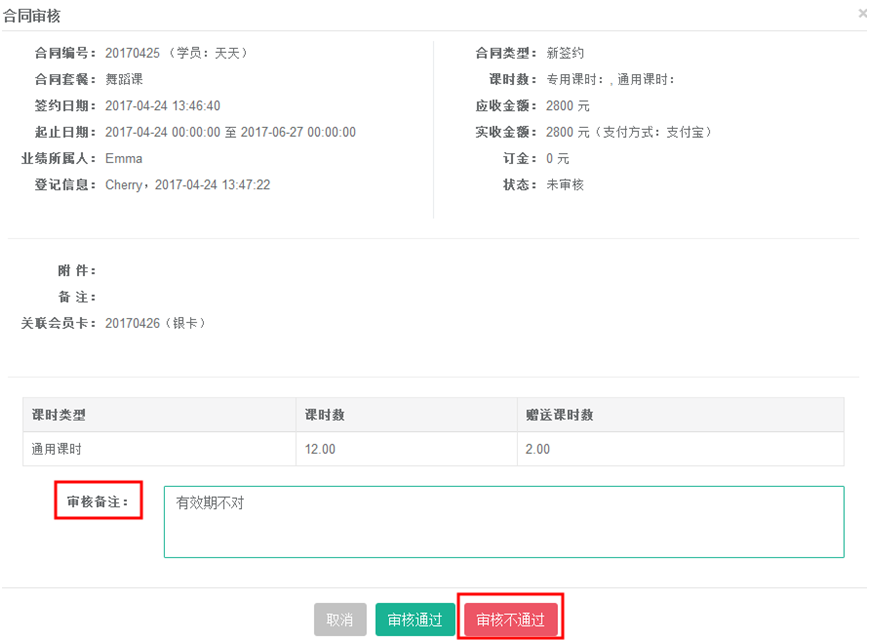 合同审核 ×
合同编号： 20170425 （学员：天天）
合同套餐： 舞蹈课
签约日期： 2017-04-24 13:46:40
起止日期： 2017-04-24 00:00:00 至 2017-06-27 00:00:00
业绩所属人： Emma
登记信息： Cherry，2017-04-24 13:47:22
合同类型： 新签约
课时数： 专用课时：, 通用课时：
应收金额： 2800 元
实收金额： 2800 元（支付方式：支付宝）
订金： 0 元
状态： 未审核
附 件：
备 注：
关联会员卡： 20170426（银卡）
课时类型 课时数 赠送课时数
通用课时 12.00 2.00
审核备注： 有效期不对
取消 审核通过 审核不通过